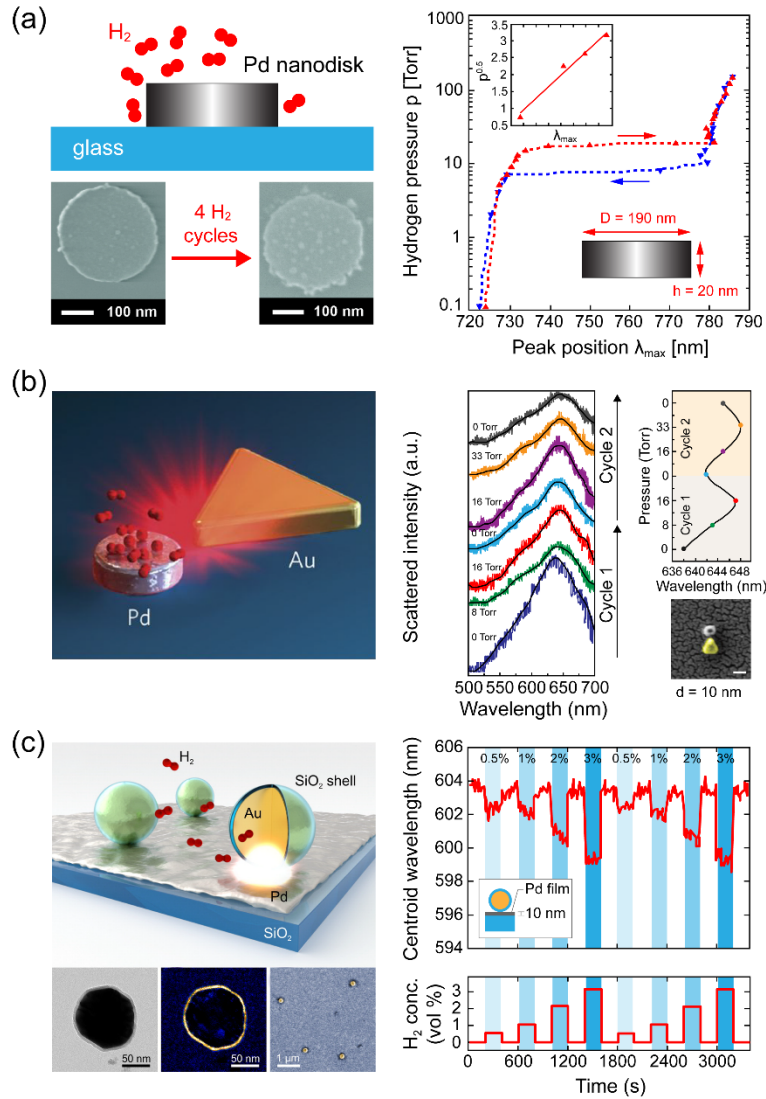 (a)
H2
Pd nanodisk
glass
4 H2
cycles
100 nm
100 nm
Hydrogen pressure p [Torr]
1000
100
10
1
0.1
720 730 740 750 760 770 780 790
Peak position λmax [nm]
p^0.5
3.5
3
2.5
2
1.5
1
0.5
λmax
D = 190 nm
h = 20 nm
(b)
Au
Pd
Scattered intensity (a.u.)
0 Torr
33 Torr
16 Torr
0 Torr
16 Torr
8 Torr
0 Torr
Cycle 2
Cycle 1
500 550 600 650 700
Wavelength (nm)
Pressure (Torr)
0
33
16
0
16
8
0
Cycle 2
Cycle 1
636 640 644 648
Wavelength (nm)
d = 10 nm
(c)
H2
SiO2 shell
Au
Pd
SiO2
50 nm
50 nm
1 µm
Centroid wavelength (nm)
606
604
602
600
598
596
594
0.5% 1% 2% 3% 0.5% 1% 2% 3%
Pd film
10 nm
H2 conc.
(vol %)
3
2
1
0
0 600 1200 1800 2400 3000
Time (s)